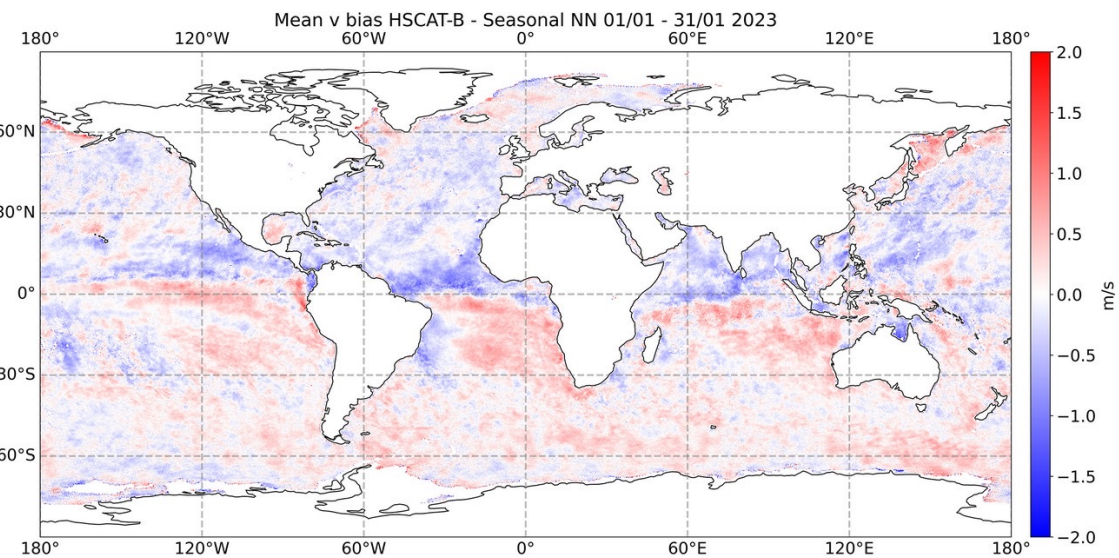 Mean v bias HSCAT-B - Seasonal NN 01/01 - 31/01 2023
180° 120°W 60°W 0° 60°E 120°E 180°
2.0
1.5
60°N
1.0
30°N
0.5
0°
0.0
m/s
−0.5
30°S
−1.0
60°S
−1.5
−2.0
180° 120°W 60°W 0° 60°E 120°E 180°